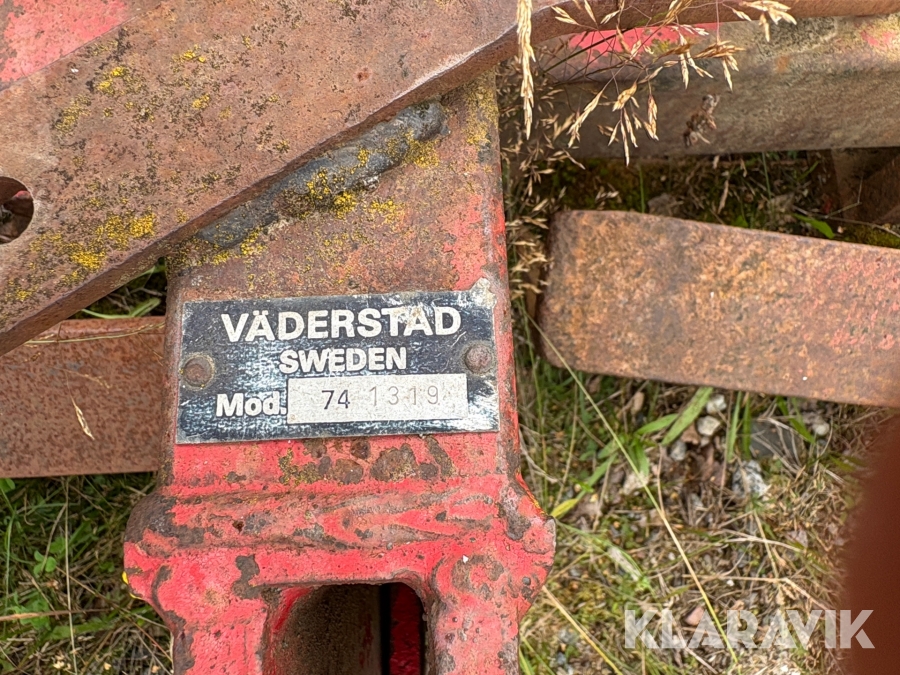 VÄDERSTAD
SWEDEN
Mod. 74 1319
KLARAVIK